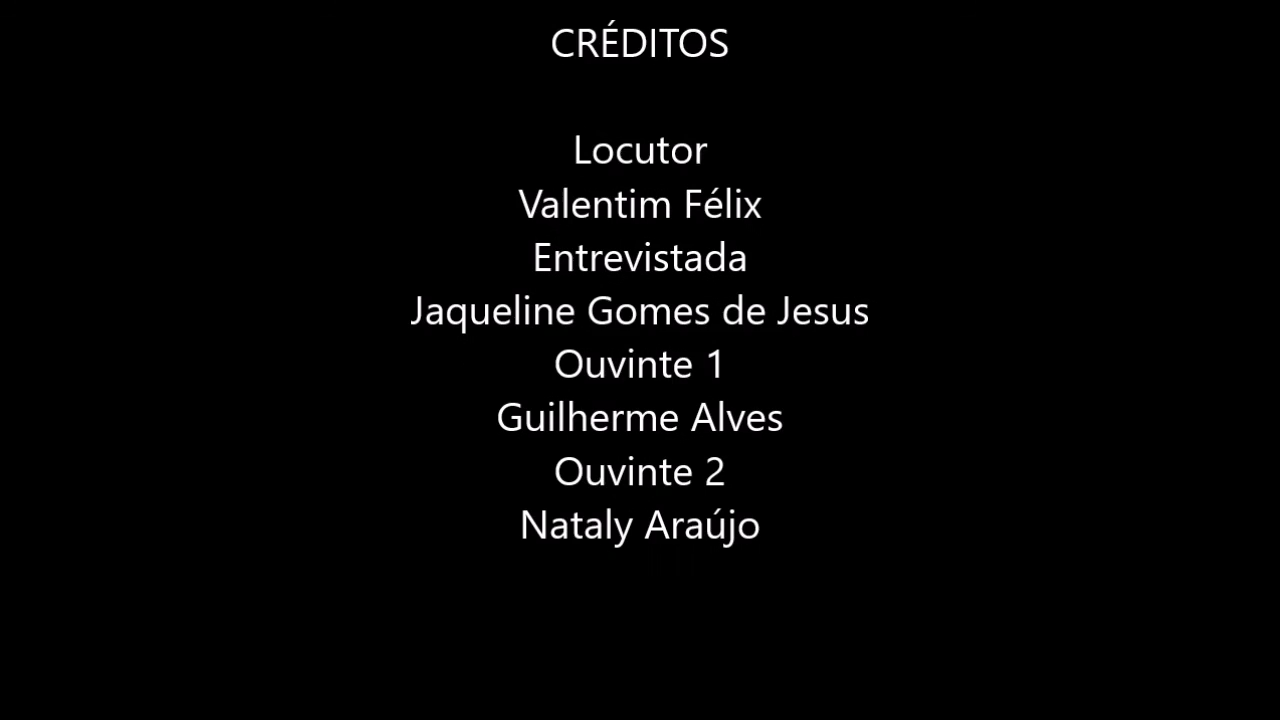 CRÉDITOS
Locutor
Valentim Félix
Entrevistada
Jaqueline Gomes de Jesus
Ouvinte 1
Guilherme Alves
Ouvinte 2
Nataly Araújo